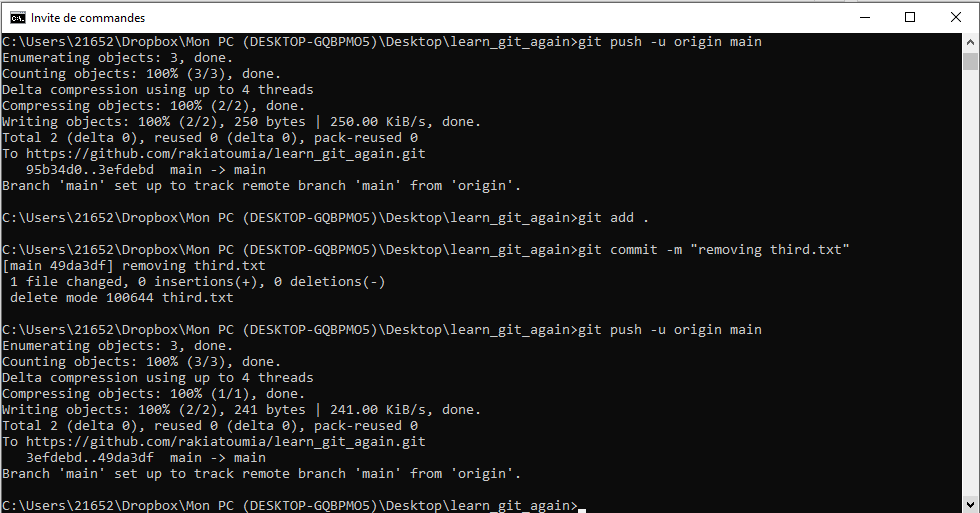 Invite de commandes
C:\Users\21652\Dropbox\Mon PC (DESKTOP-GQBPMO5)\Desktop\learn_git_again>git push -u origin main
Enumerating objects: 3, done.
Counting objects: 100% (3/3), done.
Delta compression using up to 4 threads
Compressing objects: 100% (2/2), done.
Writing objects: 100% (2/2), 250 bytes | 250.00 KiB/s, done.
Total 2 (delta 0), reused 0 (delta 0), pack-reused 0
To https://github.com/rakiatoumia/learn_git_again.git
   95b34d0..3efdebd  main -> main
Branch 'main' set up to track remote branch 'main' from 'origin'.
C:\Users\21652\Dropbox\Mon PC (DESKTOP-GQBPMO5)\Desktop\learn_git_again>git add .
C:\Users\21652\Dropbox\Mon PC (DESKTOP-GQBPMO5)\Desktop\learn_git_again>git commit -m "removing third.txt"
[main 49da3df] removing third.txt
 1 file changed, 0 insertions(+), 0 deletions(-)
 delete mode 100644 third.txt
C:\Users\21652\Dropbox\Mon PC (DESKTOP-GQBPMO5)\Desktop\learn_git_again>git push -u origin main
Enumerating objects: 3, done.
Counting objects: 100% (3/3), done.
Delta compression using up to 4 threads
Compressing objects: 100% (1/1), done.
Writing objects: 100% (2/2), 241 bytes | 241.00 KiB/s, done.
Total 2 (delta 0), reused 0 (delta 0), pack-reused 0
To https://github.com/rakiatoumia/learn_git_again.git
   3efdebd..49da3df  main -> main
Branch 'main' set up to track remote branch 'main' from 'origin'.
C:\Users\21652\Dropbox\Mon PC (DESKTOP-GQBPMO5)\Desktop\learn_git_again>